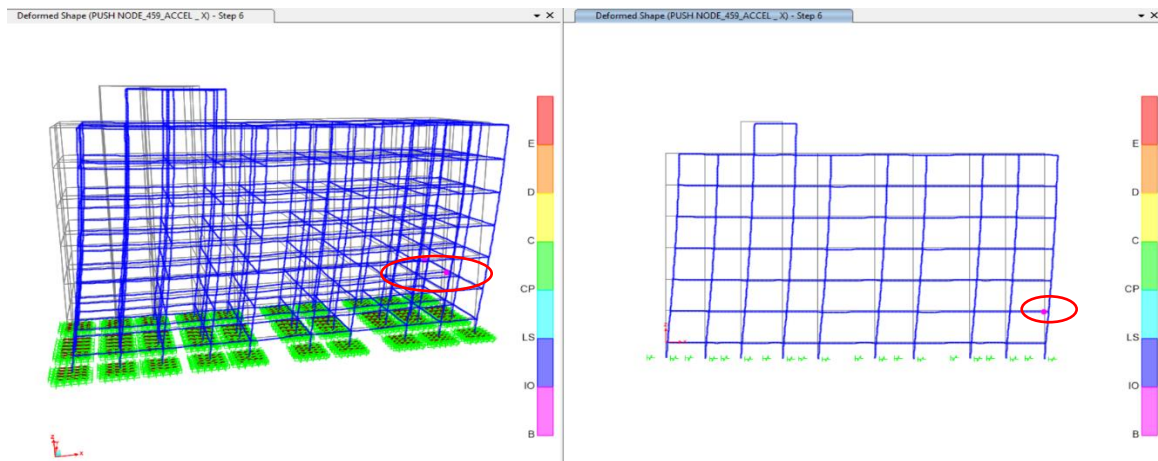 Deformed Shape (PUSH NODE_459_ACCEL _ X) - Step 6
E
D
C
CP
LS
IO
B
Z
X
Deformed Shape (PUSH NODE_459_ACCEL _ X) - Step 6
E
D
C
CP
LS
IO
B